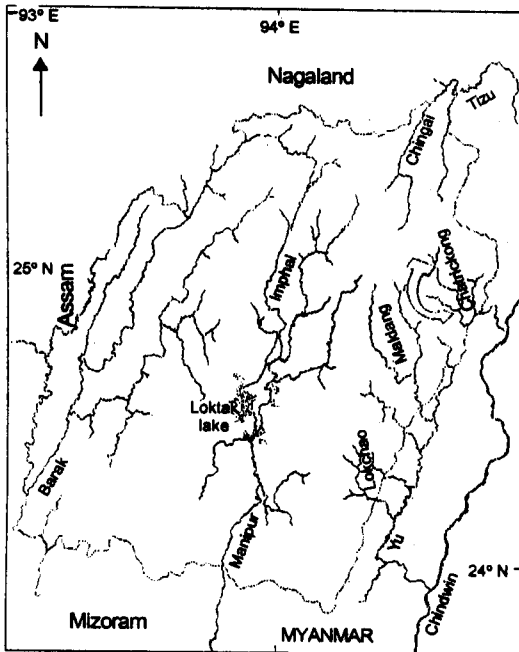 93° E
94° E
N
Nagaland
Tizu
Chingai
25° N
Assam
Imphal
Chamckong
Maklang
Loktak
lake
Lokchao
Barak
Manipur
Yu
24° N
Chindwin
Mizoram
MYANMAR